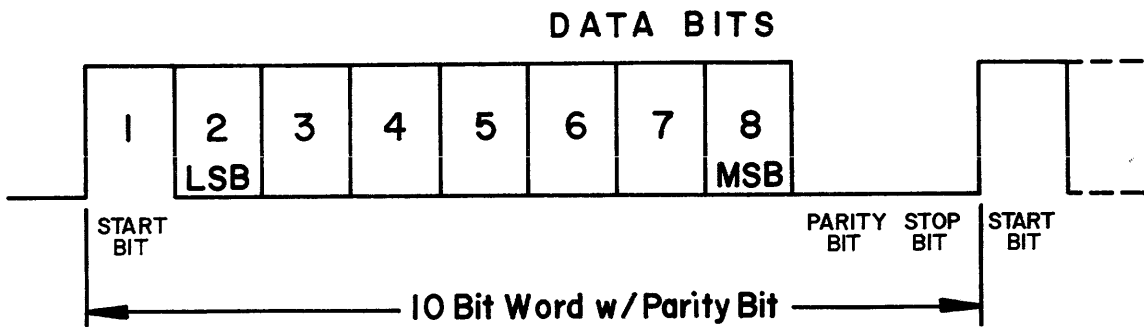 DATA BITS
1 2 3 4 5 6 7 8
LSB MSB
START BIT
PARITY BIT
STOP BIT
START BIT
10 Bit Word w/Parity Bit